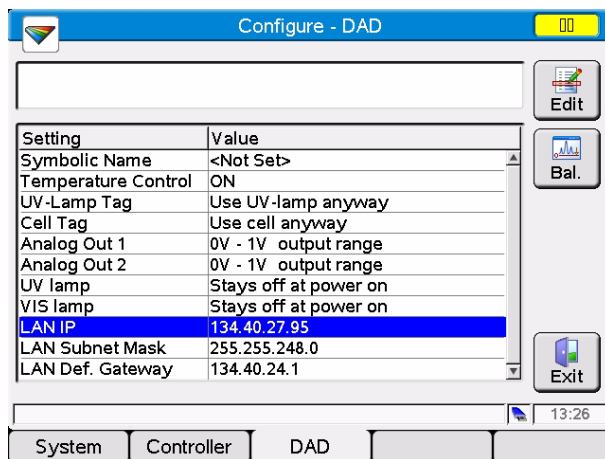 Configure - DAD
Edit
Setting Value
Symbolic Name <Not Set>
Temperature Control ON
UV-Lamp Tag Use UV-lamp anyway
Cell Tag Use cell anyway
Analog Out 1 0V - 1V output range
Analog Out 2 0V - 1V output range
UV lamp Stays off at power on
VIS lamp Stays off at power on
LAN IP 134.40.27.95
LAN Subnet Mask 255.255.248.0
LAN Def. Gateway 134.40.24.1
Bal.
Exit
13:26
System Controller DAD